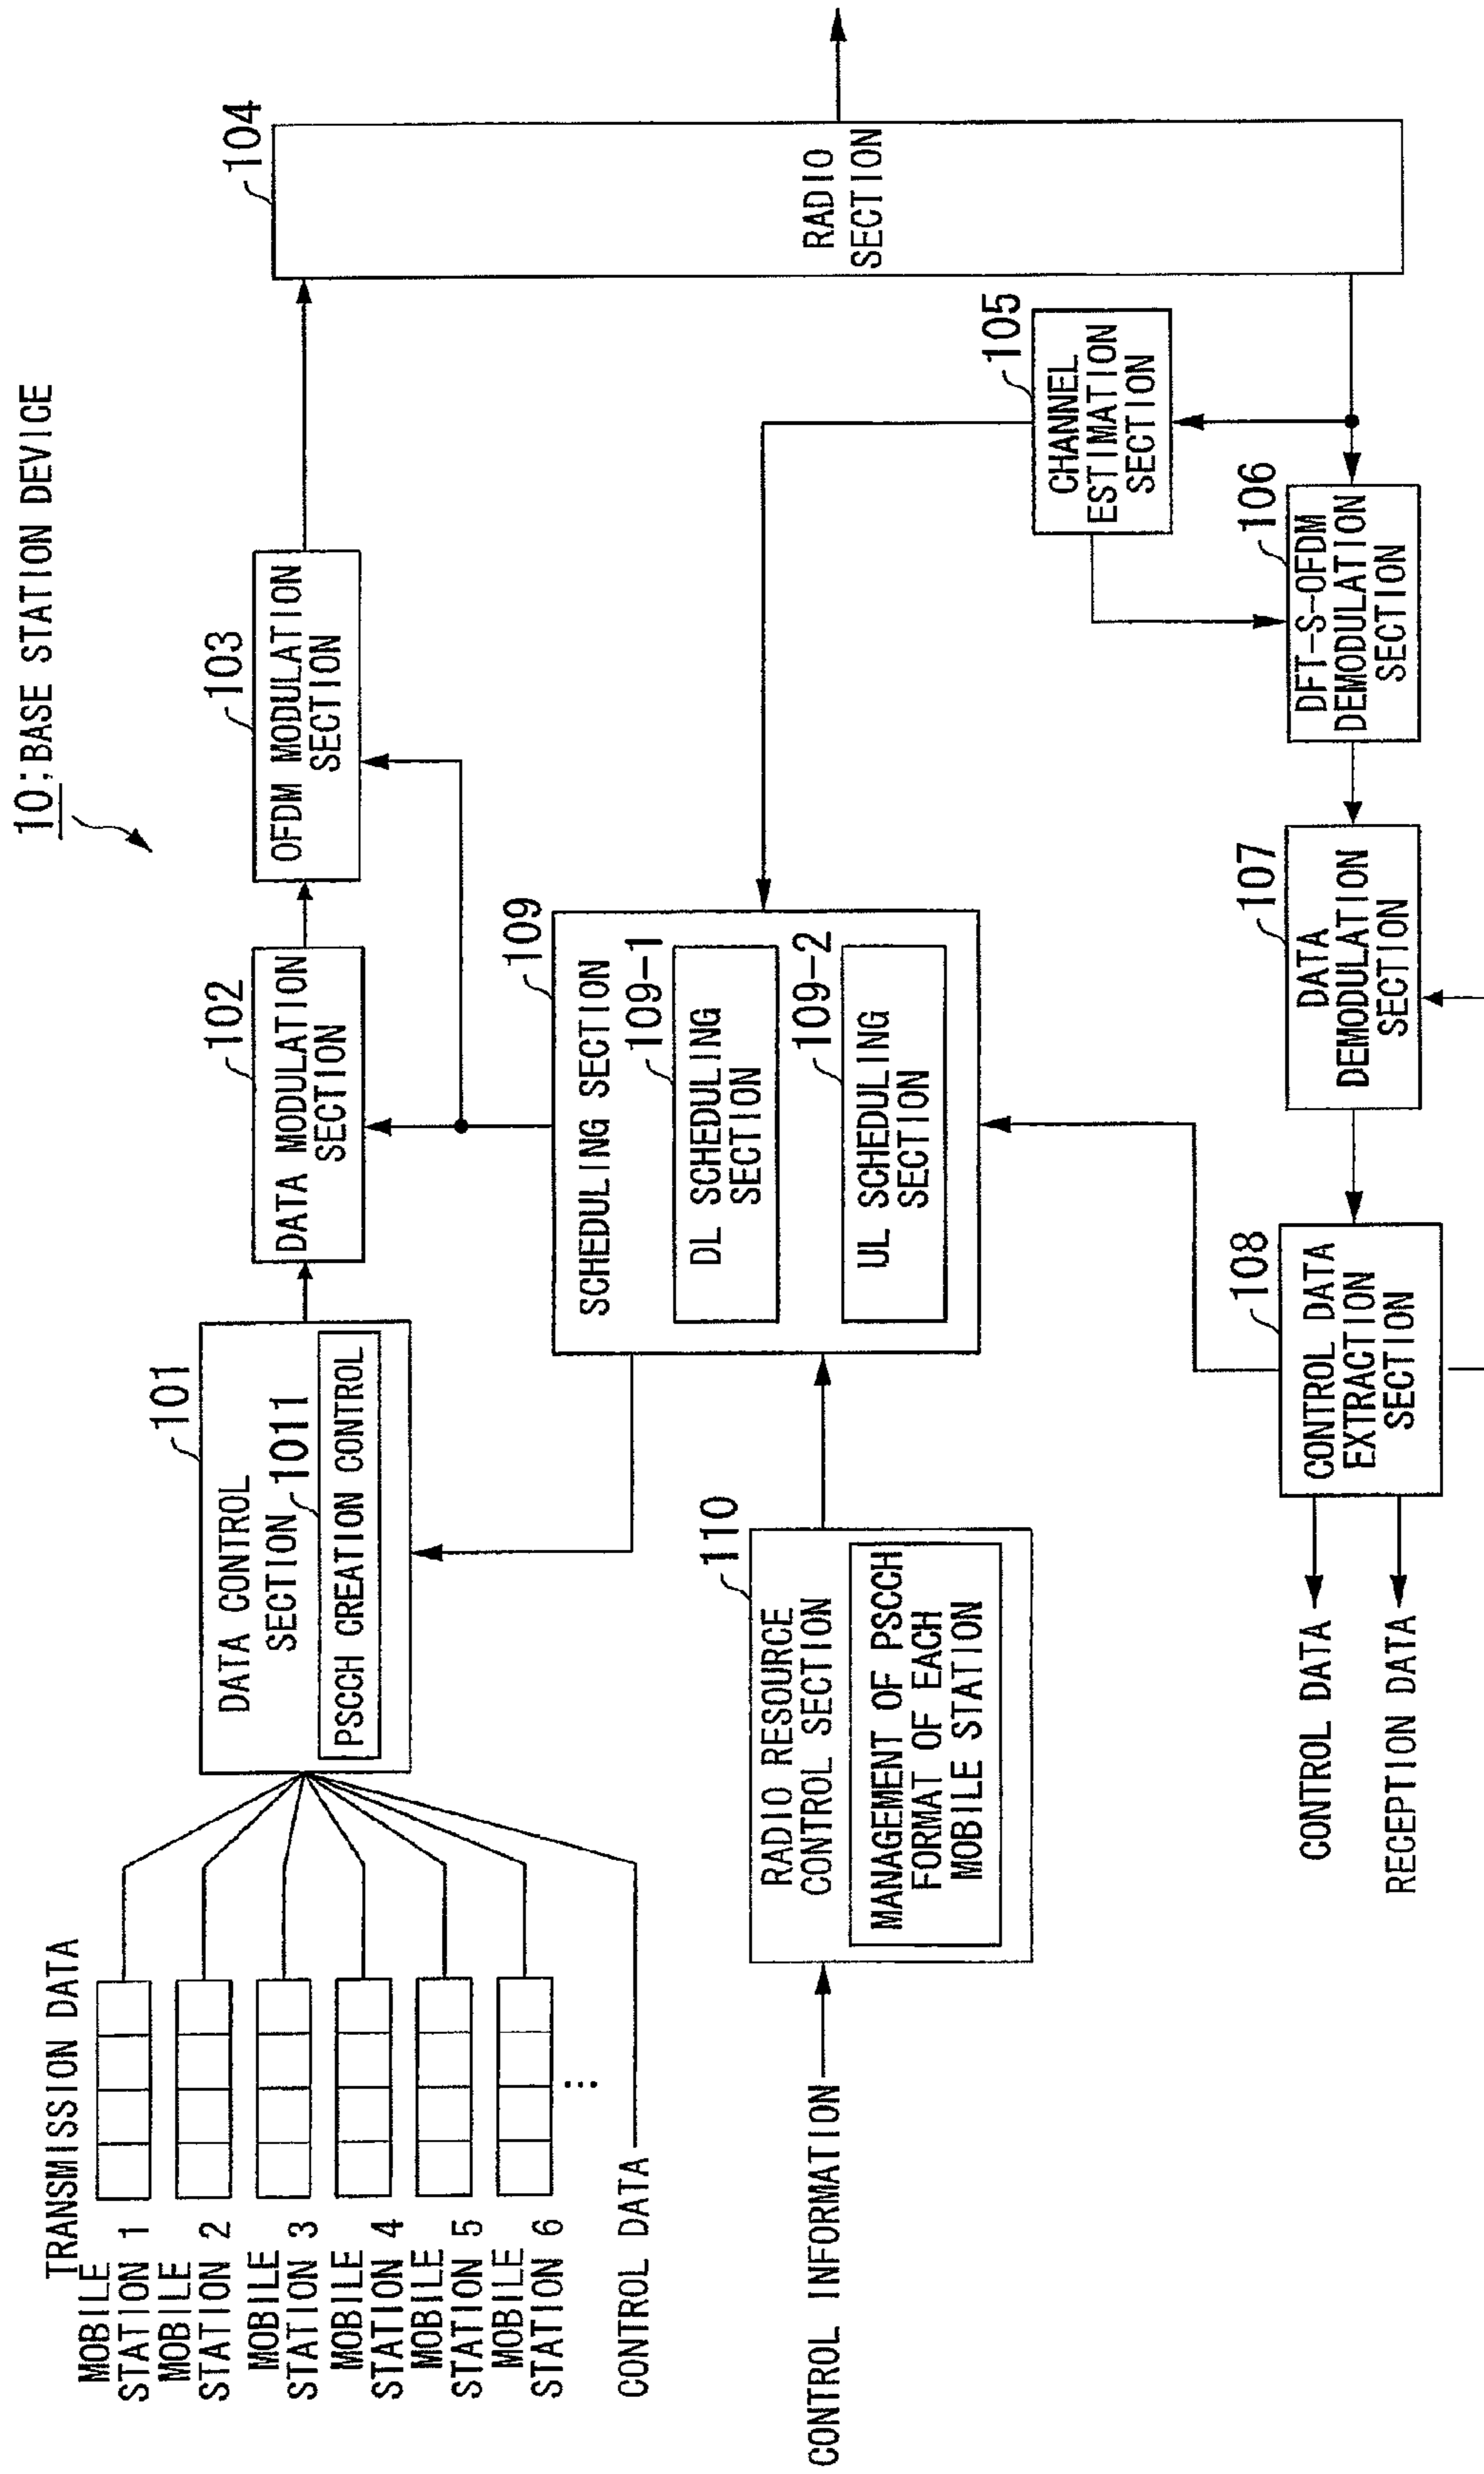 10;BASE STATION DEVICE
TRANSMISSION DATA
MOBILE
STATION 1
MOBILE
STATION 2
MOBILE
STATION 3
MOBILE
STATION 4
MOBILE
STATION 5
MOBILE
STATION 6
⋮
CONTROL DATA
101
DATA CONTROL
SECTION
1011
PSCCH CREATION CONTROL
102
DATA MODULATION
SECTION
103
OFDM MODULATION
SECTION
104
RADIO
SECTION
109
SCHEDULING SECTION
109-1
DL SCHEDULING
SECTION
109-2
UL SCHEDULING
SECTION
105
CHANNEL
ESTIMATION
SECTION
CONTROL INFORMATION
110
RADIO RESOURCE
CONTROL SECTION
MANAGEMENT OF PSCCH
FORMAT OF EACH
MOBILE STATION
CONTROL DATA
RECEPTION DATA
108
CONTROL DATA
EXTRACTION
SECTION
107
DATA
DEMODULATION
SECTION
106
DFT-S-OFDM
DEMODULATION
SECTION